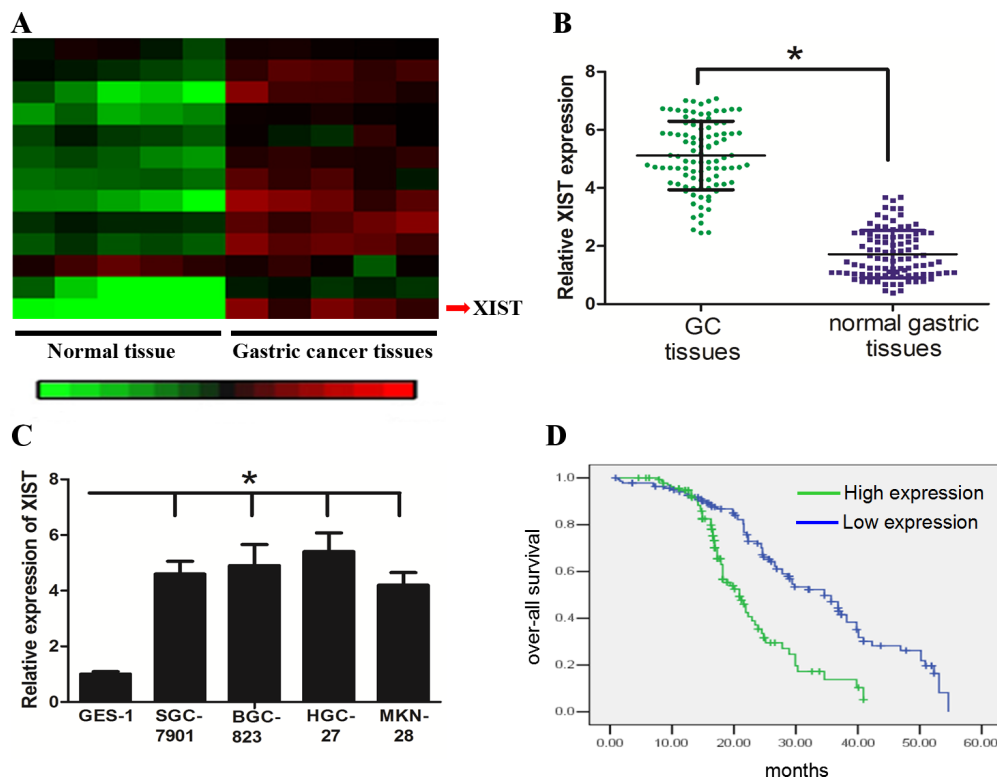 A
XIST
Normal tissue
Gastric cancer tissues
B
Relative XIST expression
8
6
4
2
0
*
GC
tissues
normal gastric
tissues
C
Relative expression of XIST
8
6
4
2
0
*
GES-1
SGC-
7901
BGC-
823
HGC-
27
MKN-
28
D
over-all survival
1.0
0.8
0.6
0.4
0.2
0.0
High expression
Low expression
0.00 10.00 20.00 30.00 40.00 50.00 60.00
months